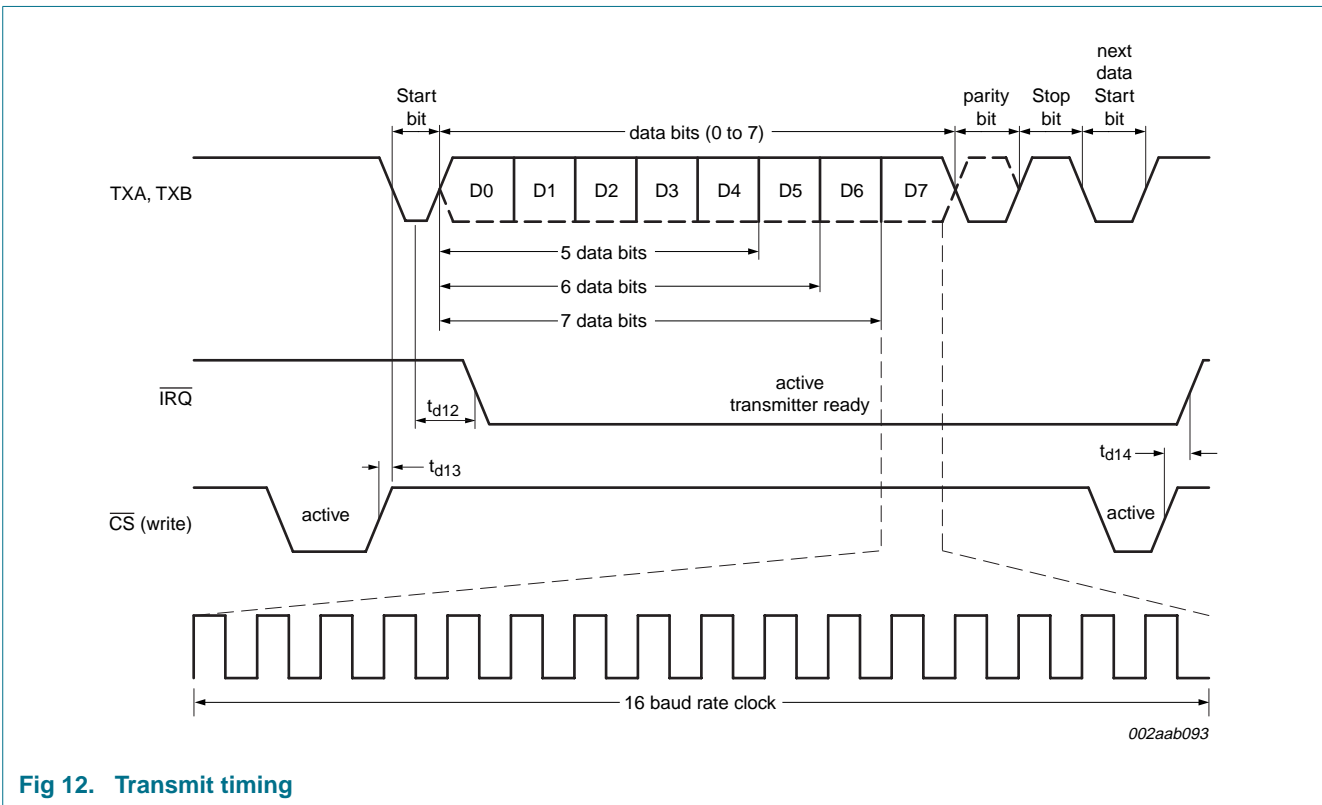 next
data
Start
bit
parity
bit
Stop
bit
Start
bit
data bits (0 to 7)
TXA, TXB
D0 D1 D2 D3 D4 D5 D6 D7
5 data bits
6 data bits
7 data bits
IRQ
active
transmitter ready
td12
td13
td14
CS (write)
active
active
16 baud rate clock
002aab093
Fig 12. Transmit timing